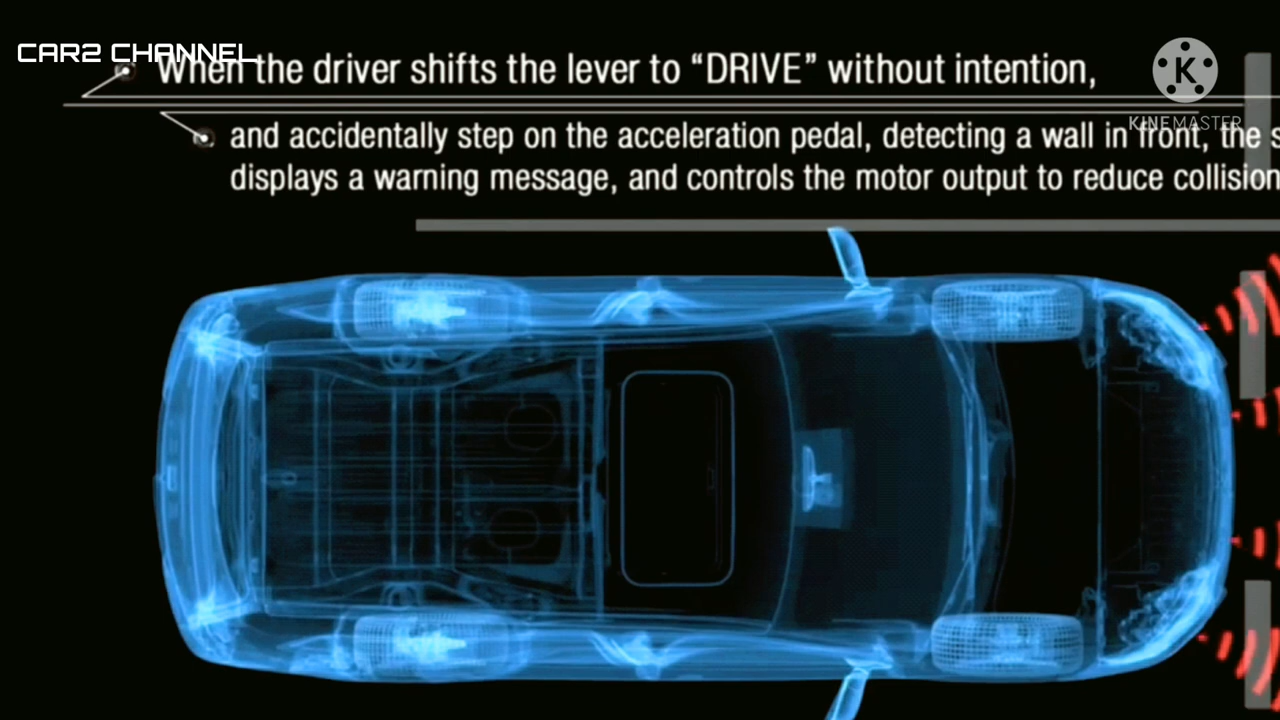 CAR2 CHANNEL
When the driver shifts the lever to “DRIVE” without intention,
K
KINEMASTER
and accidentally step on the acceleration pedal, detecting a wall in front, the s
displays a warning message, and controls the motor output to reduce collision